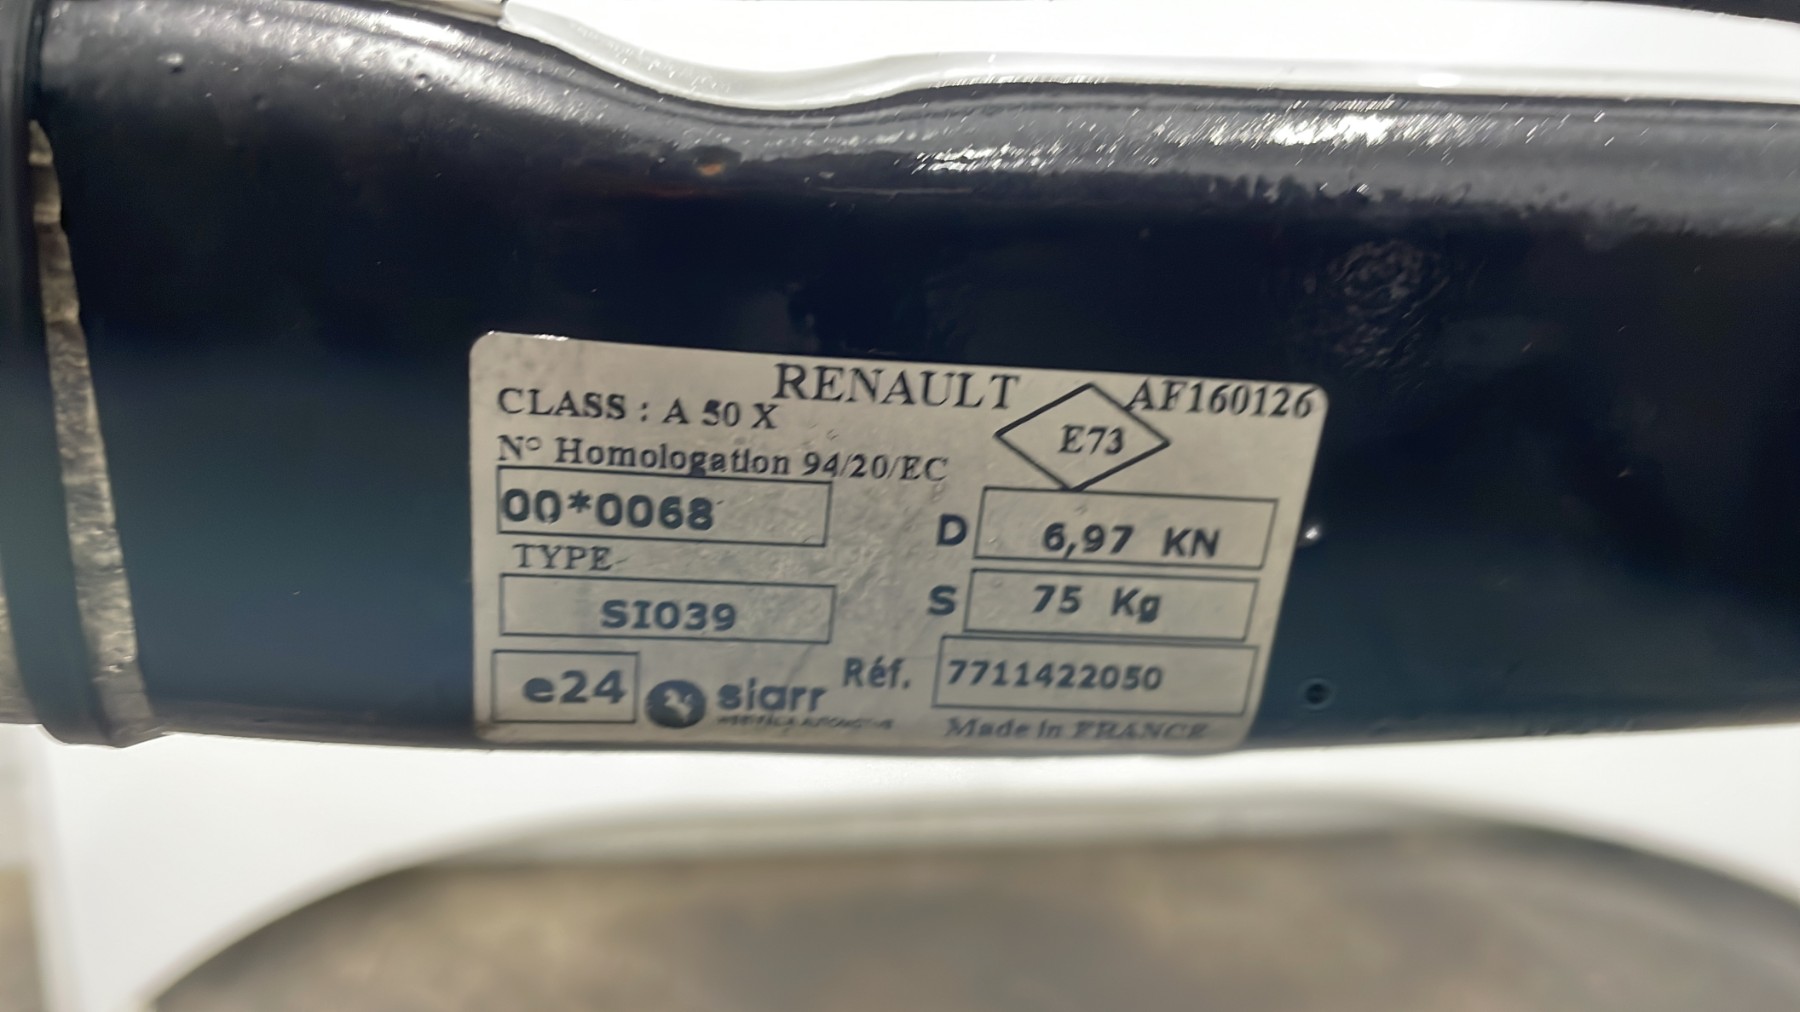 RENAULT
AF160126
CLASS : A 50 X
E73
N° Homologation 94/20/EC
00*0068
D 6,97 KN
TYPE
SI039
S 75 Kg
e24 siarr
Réf. 7711422050
Made in FRANCE